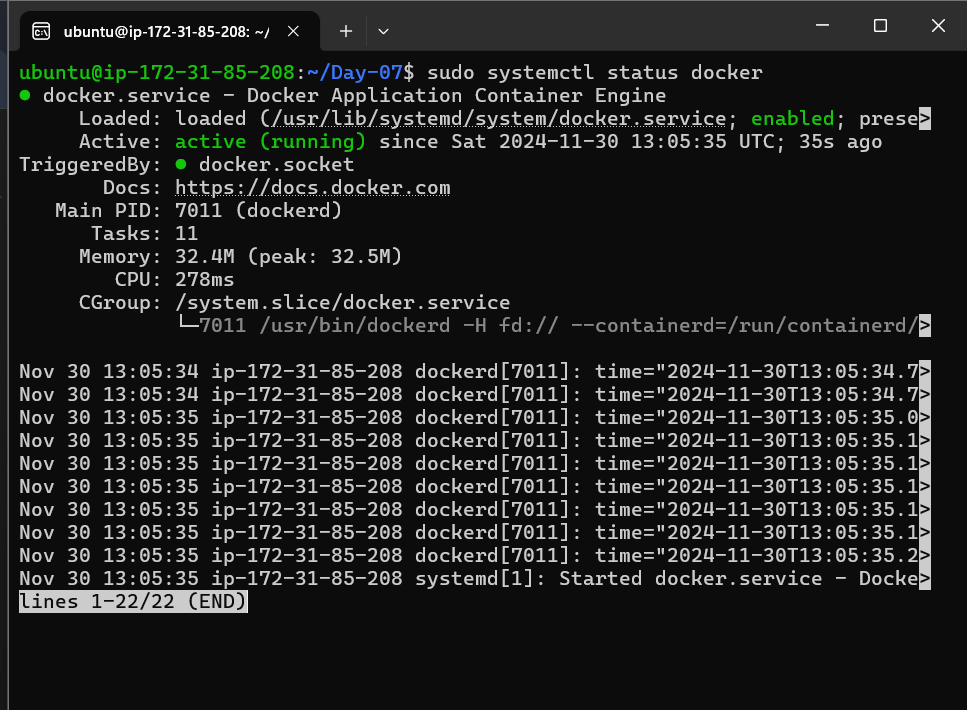 ubuntu@ip-172-31-85-208: ~/
ubuntu@ip-172-31-85-208:~/Day-07$ sudo systemctl status docker
● docker.service - Docker Application Container Engine
     Loaded: loaded (/usr/lib/systemd/system/docker.service; enabled; prese>
     Active: active (running) since Sat 2024-11-30 13:05:35 UTC; 35s ago
TriggeredBy: ● docker.socket
       Docs: https://docs.docker.com
   Main PID: 7011 (dockerd)
      Tasks: 11
     Memory: 32.4M (peak: 32.5M)
        CPU: 278ms
     CGroup: /system.slice/docker.service
             └─7011 /usr/bin/dockerd -H fd:// --containerd=/run/containerd/>
Nov 30 13:05:34 ip-172-31-85-208 dockerd[7011]: time="2024-11-30T13:05:34.7>
Nov 30 13:05:34 ip-172-31-85-208 dockerd[7011]: time="2024-11-30T13:05:34.7>
Nov 30 13:05:35 ip-172-31-85-208 dockerd[7011]: time="2024-11-30T13:05:35.0>
Nov 30 13:05:35 ip-172-31-85-208 dockerd[7011]: time="2024-11-30T13:05:35.1>
Nov 30 13:05:35 ip-172-31-85-208 dockerd[7011]: time="2024-11-30T13:05:35.1>
Nov 30 13:05:35 ip-172-31-85-208 dockerd[7011]: time="2024-11-30T13:05:35.1>
Nov 30 13:05:35 ip-172-31-85-208 dockerd[7011]: time="2024-11-30T13:05:35.1>
Nov 30 13:05:35 ip-172-31-85-208 dockerd[7011]: time="2024-11-30T13:05:35.1>
Nov 30 13:05:35 ip-172-31-85-208 dockerd[7011]: time="2024-11-30T13:05:35.2>
Nov 30 13:05:35 ip-172-31-85-208 systemd[1]: Started docker.service - Docke>
lines 1-22/22 (END)